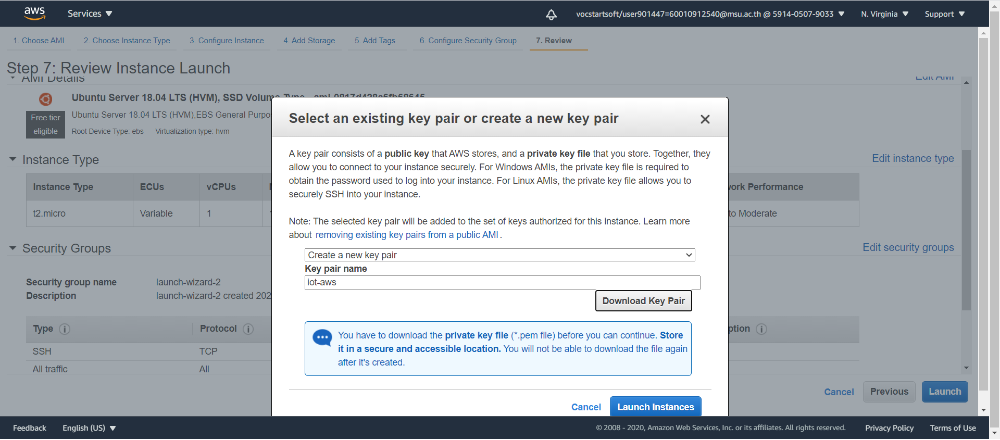 aws
Services
vocstartsoft/user901447=60010912540@msu.ac.th @ 5914-0507-9033
N. Virginia
Support
1. Choose AMI
2. Choose Instance Type
3. Configure Instance
4. Add Storage
5. Add Tags
6. Configure Security Group
7. Review
Step 7: Review Instance Launch
AMI Details
Edit AMI
Ubuntu Server 18.04 LTS (HVM), SSD Volume Type - ami-0817d428a6fb68645
Free tier
eligible
Ubuntu Server 18.04 LTS (HVM),EBS General Purpo
Root Device Type: ebs
Virtualization type: hvm
Instance Type
Edit instance type
Instance Type
ECUs
vCPUs
work Performance
t2.micro
Variable
1
to Moderate
Security Groups
Edit security groups
Security group name
launch-wizard-2
Description
launch-wizard-2 created 202
Type
Protocol
ption
SSH
TCP
All traffic
All
Select an existing key pair or create a new key pair
A key pair consists of a public key that AWS stores, and a private key file that you store. Together, they
allow you to connect to your instance securely. For Windows AMIs, the private key file is required to
obtain the password used to log into your instance. For Linux AMIs, the private key file allows you to
securely SSH into your instance.
Note: The selected key pair will be added to the set of keys authorized for this instance. Learn more
about removing existing key pairs from a public AMI .
Create a new key pair
Key pair name
iot-aws
Download Key Pair
You have to download the private key file (*.pem file) before you can continue. Store
it in a secure and accessible location. You will not be able to download the file again
after it's created.
Cancel
Launch Instances
Cancel
Previous
Launch
Feedback
English (US)
© 2008 - 2020, Amazon Web Services, Inc. or its affiliates. All rights reserved.
Privacy Policy
Terms of Use